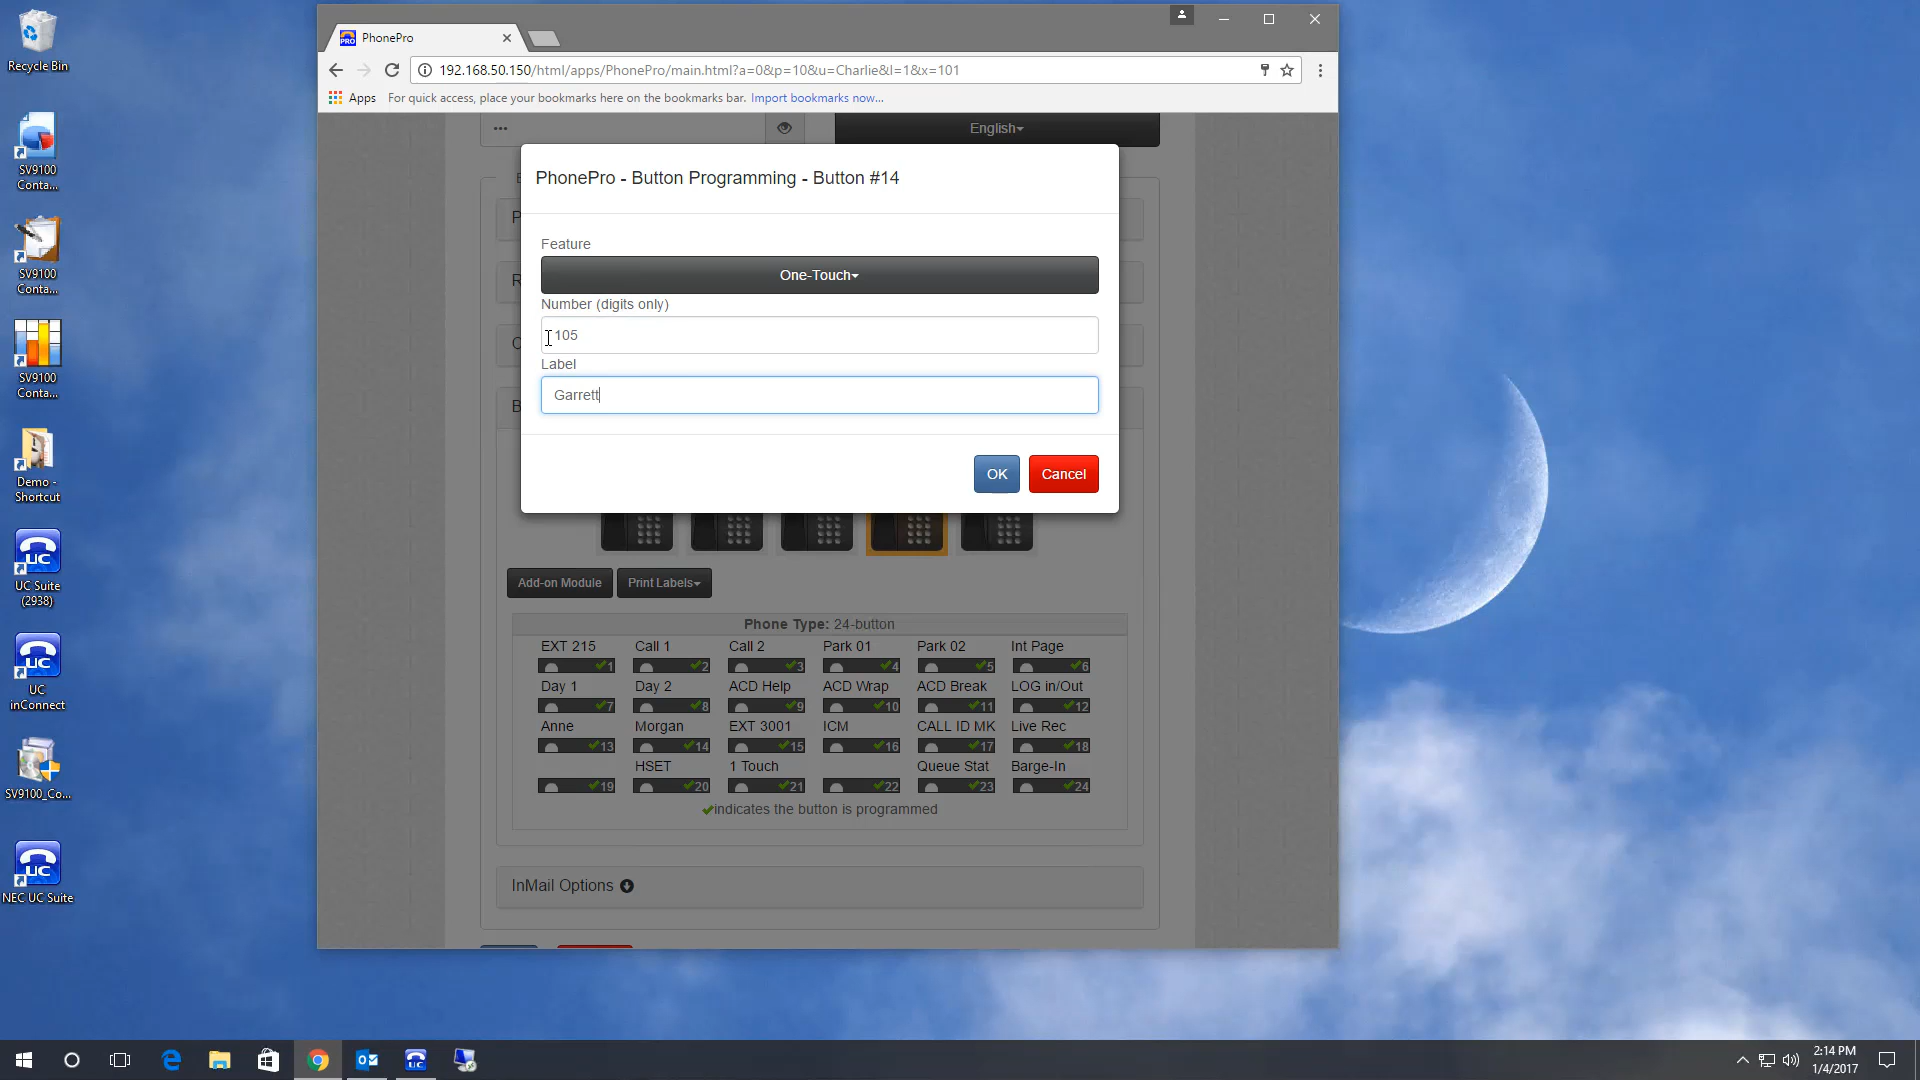 Recycle Bin
SV9100
Conta...
SV9100
Conta...
SV9100
Conta...
Demo -
Shortcut
UC
UC Suite
(2938)
UC
UC
inConnect
SV9100_Co...
UC
NEC UC Suite
PRO
PhonePro
192.168.50.150/html/apps/PhonePro/main.html?a=0&p=10&u=Charlie&l=1&x=101
Apps
For quick access, place your bookmarks here on the bookmarks bar. Import bookmarks now...
English
PhonePro - Button Programming - Button #14
Feature
One-Touch
Number (digits only)
105
Label
Garrett
OK
Cancel
Add-on Module
Print Labels
Phone Type: 24-button
EXT 215 Call 1 Call 2 Park 01 Park 02 Int Page
1 2 3 4 5 6
Day 1 Day 2 ACD Help ACD Wrap ACD Break LOG in/Out
7 8 9 10 11 12
Anne Morgan EXT 3001 ICM CALL ID MK Live Rec
13 14 15 16 17 18
HSET 1 Touch Queue Stat Barge-In
19 20 21 22 23 24
indicates the button is programmed
InMail Options
UC
2:14 PM
1/4/2017